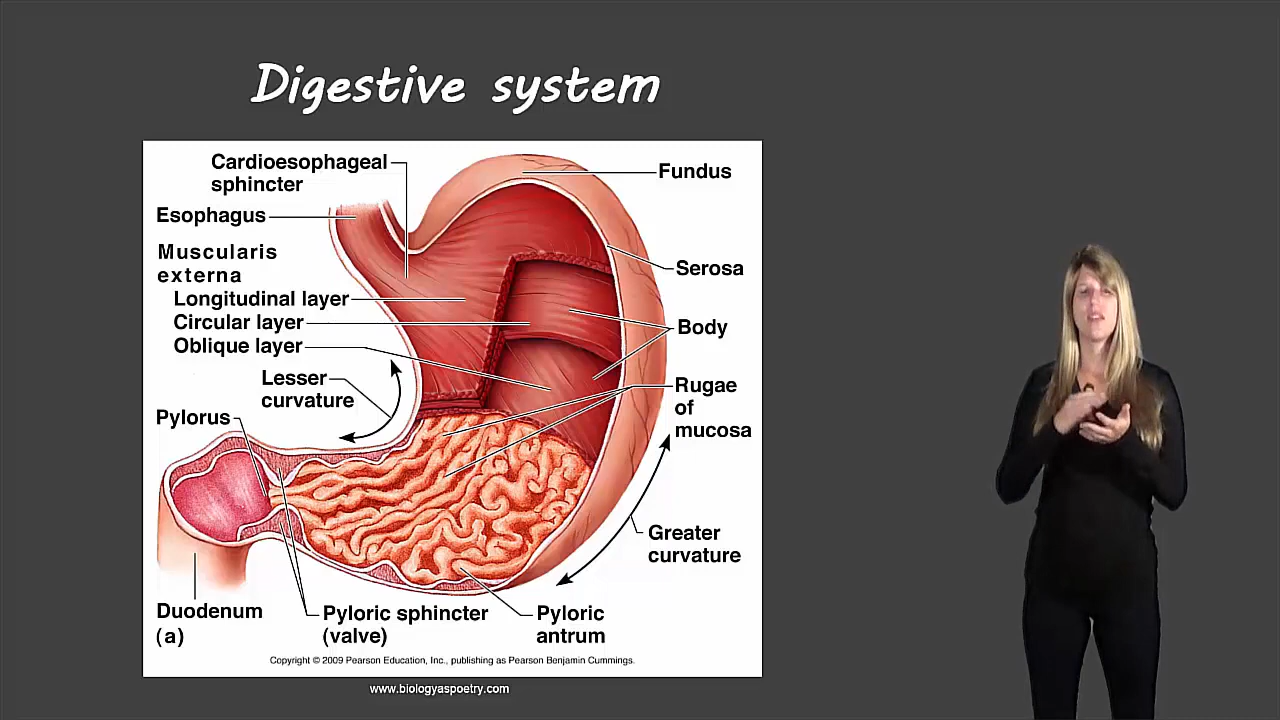 Digestive system
Cardioesophageal
sphincter
Fundus
Esophagus
Muscularis
externa
Serosa
Longitudinal layer
Circular layer
Body
Oblique layer
Lesser
curvature
Rugae
of
mucosa
Pylorus
Greater
curvature
Duodenum
(a)
Pyloric sphincter
(valve)
Pyloric
antrum
Copyright © 2009 Pearson Education, Inc., publishing as Pearson Benjamin Cummings.
www.biologyaspoetry.com